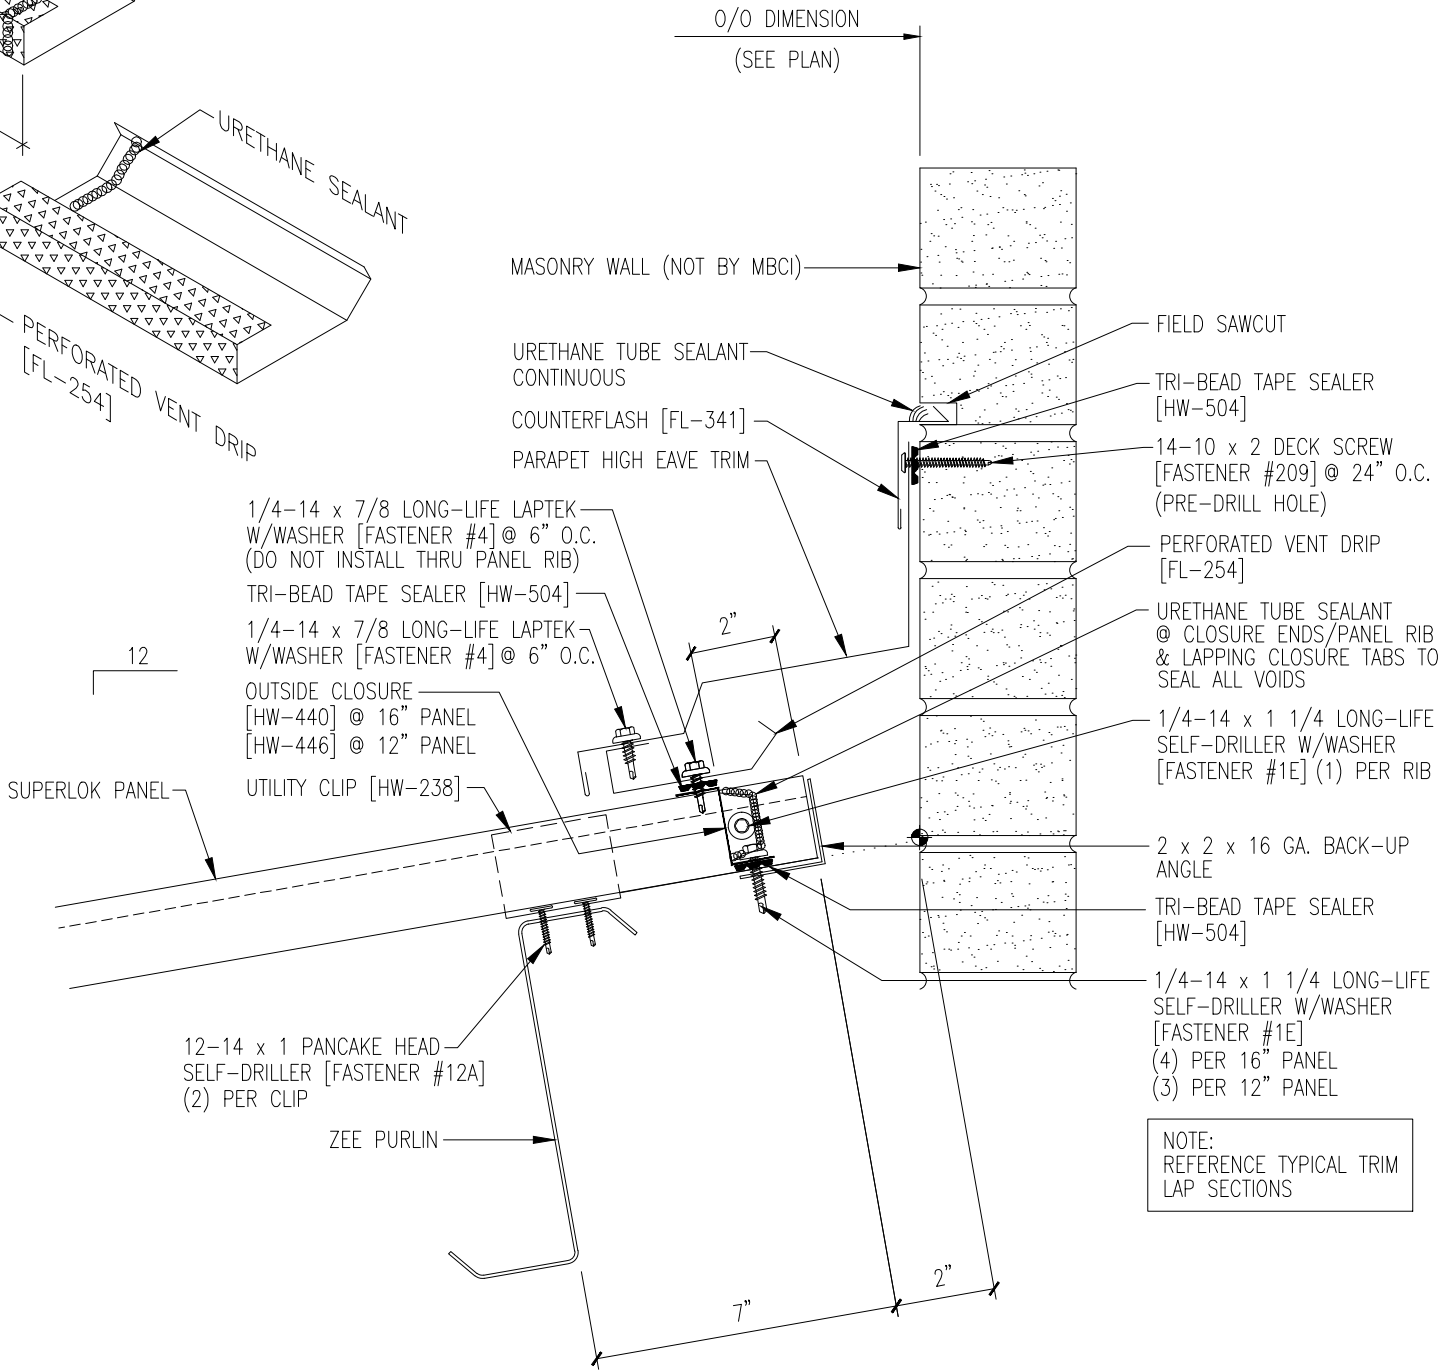 O/O DIMENSION
(SEE PLAN)
URETHANE SEALANT
PERFORATED VENT DRIP
[FL-254]
MASONRY WALL (NOT BY MBCI)
URETHANE TUBE SEALANT
CONTINUOUS
COUNTERFLASH [FL-341]
PARAPET HIGH EAVE TRIM
1/4-14 x 7/8 LONG-LIFE LAPTEK
W/WASHER [FASTENER #4] @ 6" O.C.
(DO NOT INSTALL THRU PANEL RIB)
TRI-BEAD TAPE SEALER [HW-504]
1/4-14 x 7/8 LONG-LIFE LAPTEK
W/WASHER [FASTENER #4] @ 6" O.C.
OUTSIDE CLOSURE
[HW-440] @ 16" PANEL
[HW-446] @ 12" PANEL
UTILITY CLIP [HW-238]
12
SUPERLOK PANEL
2"
FIELD SAWCUT
TRI-BEAD TAPE SEALER
[HW-504]
14-10 x 2 DECK SCREW
[FASTENER #209] @ 24" O.C.
(PRE-DRILL HOLE)
PERFORATED VENT DRIP
[FL-254]
URETHANE TUBE SEALANT
@ CLOSURE ENDS/PANEL RIB
& LAPPING CLOSURE TABS TO
SEAL ALL VOIDS
1/4-14 x 1 1/4 LONG-LIFE
SELF-DRILLER W/WASHER
[FASTENER #1E] (1) PER RIB
2 x 2 x 16 GA. BACK-UP
ANGLE
TRI-BEAD TAPE SEALER
[HW-504]
1/4-14 x 1 1/4 LONG-LIFE
SELF-DRILLER W/WASHER
[FASTENER #1E]
(4) PER 16" PANEL
(3) PER 12" PANEL
12-14 x 1 PANCAKE HEAD
SELF-DRILLER [FASTENER #12A]
(2) PER CLIP
ZEE PURLIN
7"
2"
NOTE:
REFERENCE TYPICAL TRIM
LAP SECTIONS